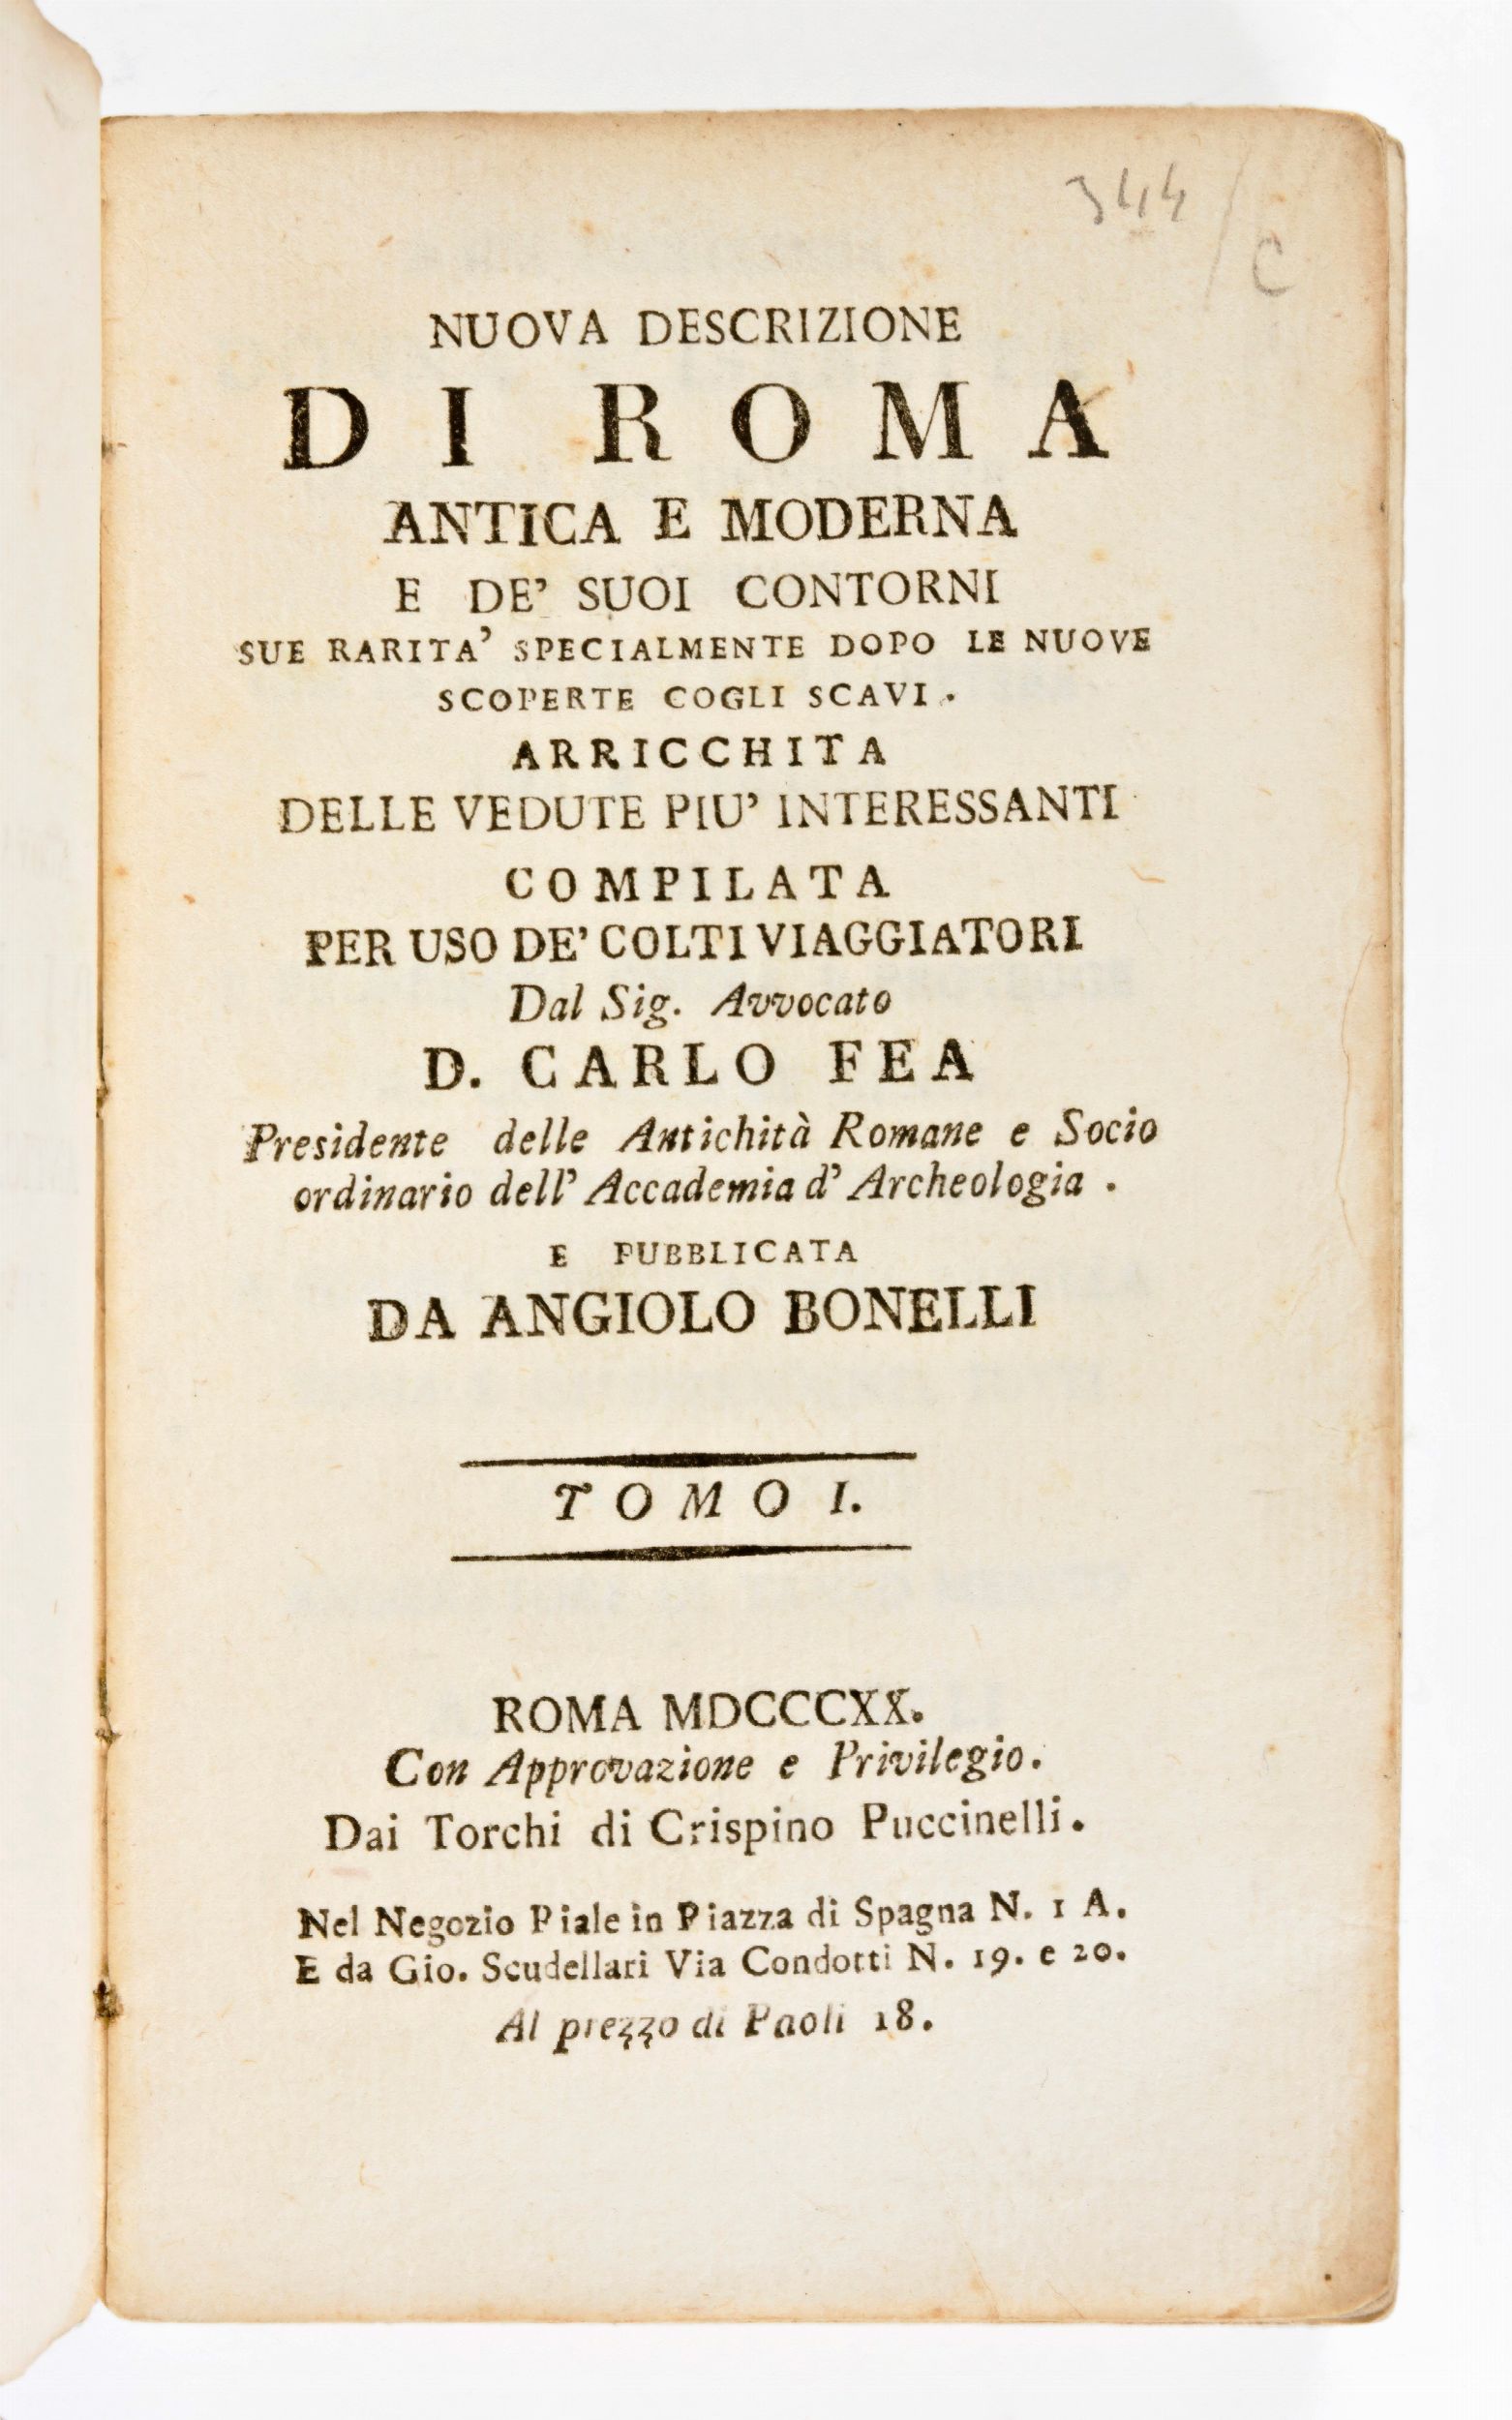 344 / C
NUOVA DESCRIZIONE
DI ROMA
ANTICA E MODERNA
E DE' SUOI CONTORNI
SUE RARITA' SPECIALMENTE DOPO LE NUOVE
SCOPERTE COGLI SCAVI.
ARRICCHITA
DELLE VEDUTE PIU' INTERESSANTI
COMPILATA
PER USO DE' COLTI VIAGGIATORI
Dal Sig. Avvocato
D. CARLO FEA
Presidente delle Antichità Romane e Socio
ordinario dell' Accademia d' Archeologia.
E PUBBLICATA
DA ANGIOLO BONELLI
TOMO I.
ROMA MDCCCXX.
Con Approvazione e Privilegio.
Dai Torchi di Crispino Puccinelli.
Nel Negozio Piale in Piazza di Spagna N. 1 A.
E da Gio. Scudellari Via Condotti N. 19. e 20.
Al prezzo di Paoli 18.